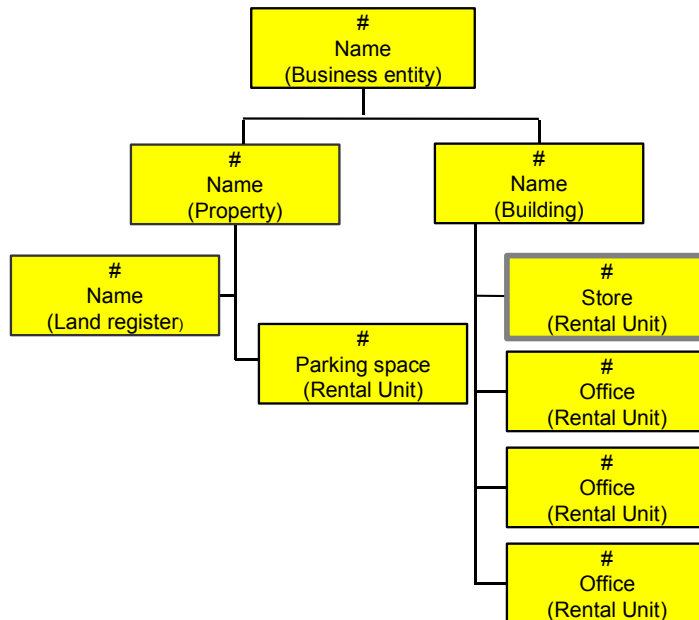 #
Name
(Business entity)
#
Name
(Property)
#
Name
(Building)
#
Name
(Land register)
#
Store
(Rental Unit)
#
Parking space
(Rental Unit)
#
Office
(Rental Unit)
#
Office
(Rental Unit)
#
Office
(Rental Unit)